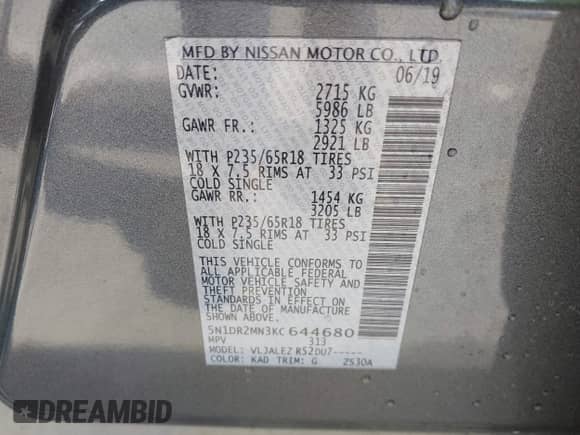 MFD BY NISSAN MOTOR CO., LTD.
DATE: 06/19
GVWR: 2715 KG
5986 LB
GAWR FR.: 1325 KG
2921 LB
WITH P235/65R18 TIRES
18 X 7.5 RIMS AT 33 PSI
COLD SINGLE
GAWR RR.: 1454 KG
3205 LB
WITH P235/65R18 TIRES
18 X 7.5 RIMS AT 33 PSI
COLD SINGLE
THIS VEHICLE CONFORMS TO
ALL APPLICABLE FEDERAL
MOTOR VEHICLE SAFETY AND
THEFT PREVENTION
STANDARDS IN EFFECT ON
THE DATE OF MANUFACTURE
SHOWN ABOVE.
5N1DR2MN3KC644680
MPV 313
MODEL: VLJALEZ R52DU7-----
COLOR: KAD TRIM: G 2S30A
DREAMBID